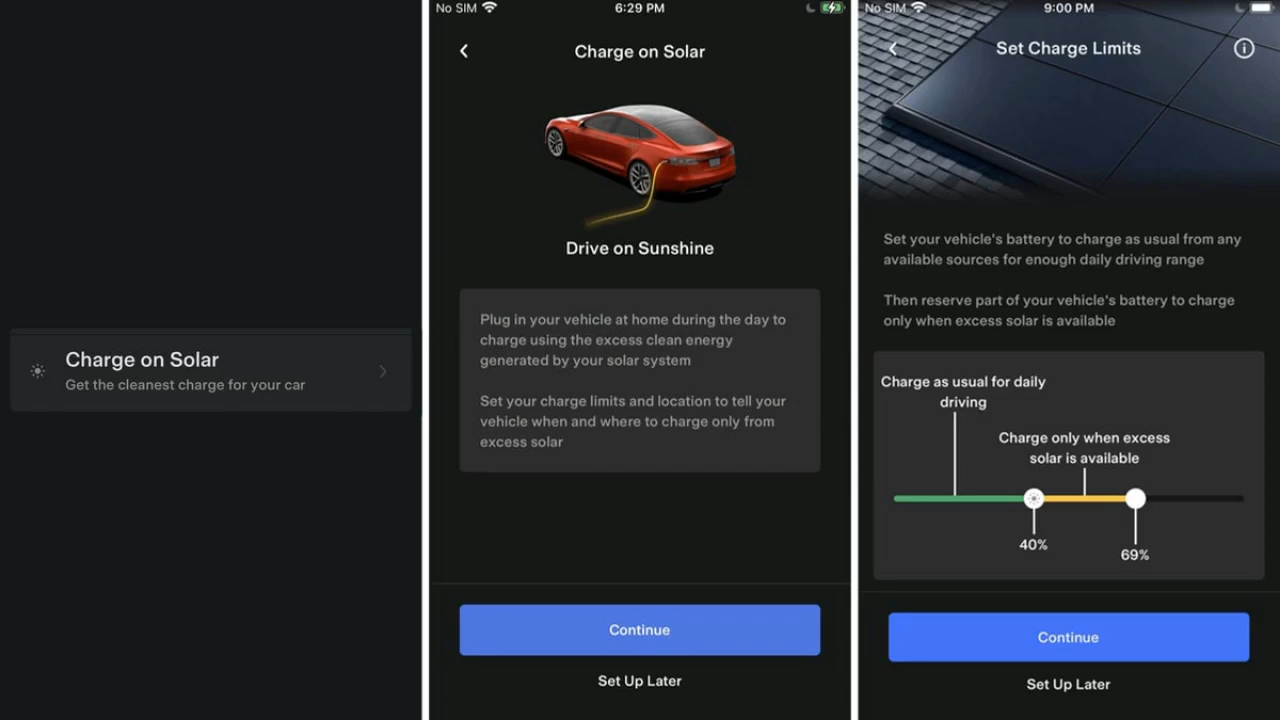 Charge on Solar
Get the cleanest charge for your car
No SIM 6:29 PM
Charge on Solar
Drive on Sunshine
Plug in your vehicle at home during the day to
charge using the excess clean energy
generated by your solar system
Set your charge limits and location to tell your
vehicle when and where to charge only from
excess solar
Continue
Set Up Later
No SIM 9:00 PM
Set Charge Limits
Set your vehicle's battery to charge as usual from any
available sources for enough daily driving range
Then reserve part of your vehicle's battery to charge
only when excess solar is available
Charge as usual for daily
driving
Charge only when excess
solar is available
40%
69%
Continue
Set Up Later